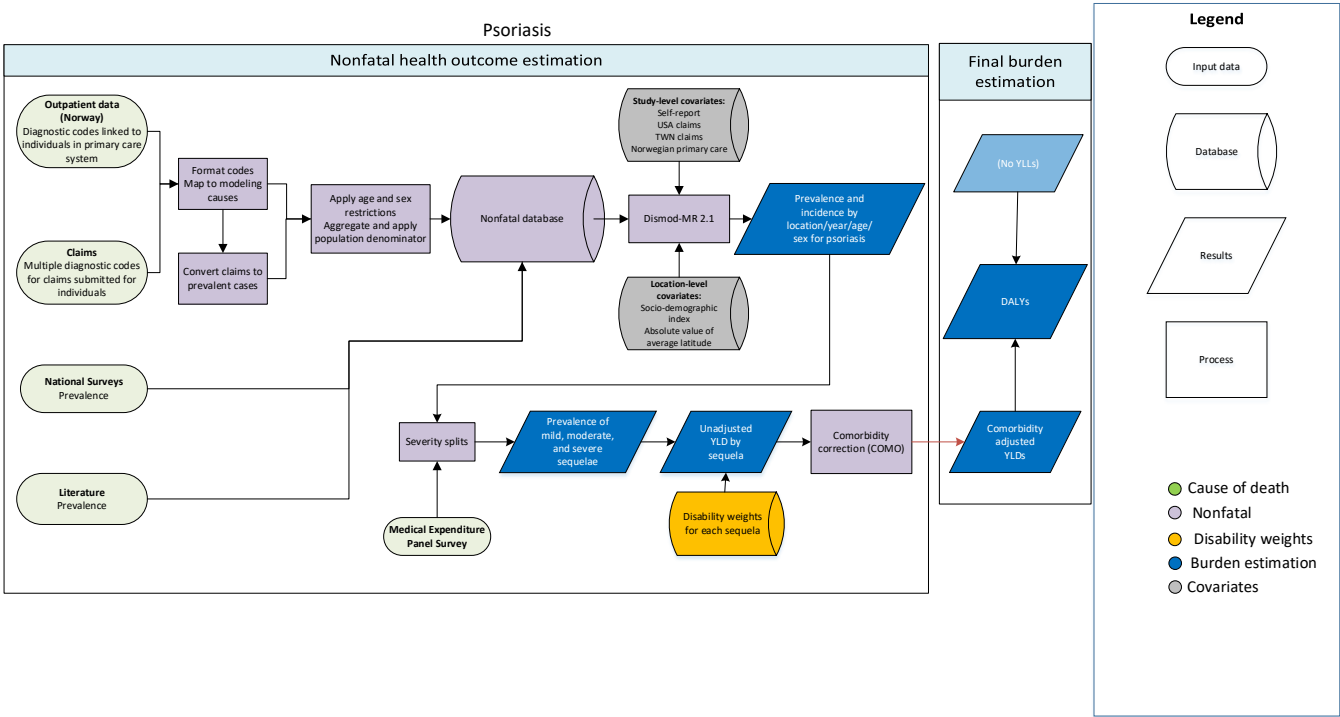 Psoriasis
Nonfatal health outcome estimation
Outpatient data
(Norway)
Diagnostic codes linked to
individuals in primary care
system
Claims
Multiple diagnostic codes
for claims submitted for
individuals
National Surveys
Prevalence
Literature
Prevalence
Format codes
Map to modeling
causes
Convert claims to
prevalent cases
Apply age and sex
restrictions
Aggregate and apply
population denominator
Nonfatal database
Study-level covariates:
Self-report
USA claims
TWN claims
Norwegian primary care
Dismod-MR 2.1
Location-level
covariates:
Socio-demographic
index
Absolute value of
average latitude
Prevalence and
incidence by
location/year/age/
sex for psoriasis
Severity splits
Medical Expenditure
Panel Survey
Prevalence of
mild, moderate,
and severe
sequelae
Unadjusted
YLD by
sequela
Disability weights
for each sequela
Comorbidity
correction (COMO)
Final burden
estimation
(No YLLs)
DALYs
Comorbidity
adjusted
YLDs
Legend
Input data
Database
Results
Process
Cause of death
Nonfatal
Disability weights
Burden estimation
Covariates